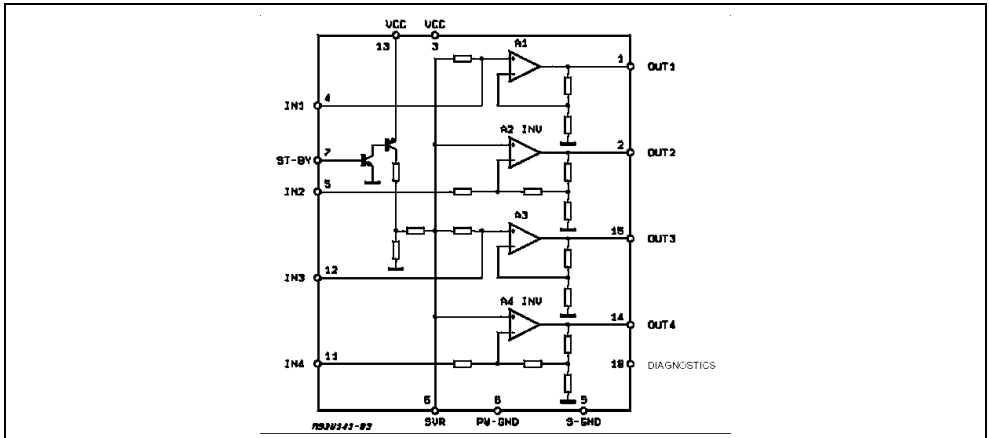 VCC VCC
13 3
A1
1 OUT1
4
IN1
A2 INV
2 OUT2
7
ST-BY
5
IN2
A3
15 OUT3
12
IN3
A4 INV
14 OUT4
11
IN4
10 DIAGNOSTICS
6 8 9
SVR PW-GND S-GND